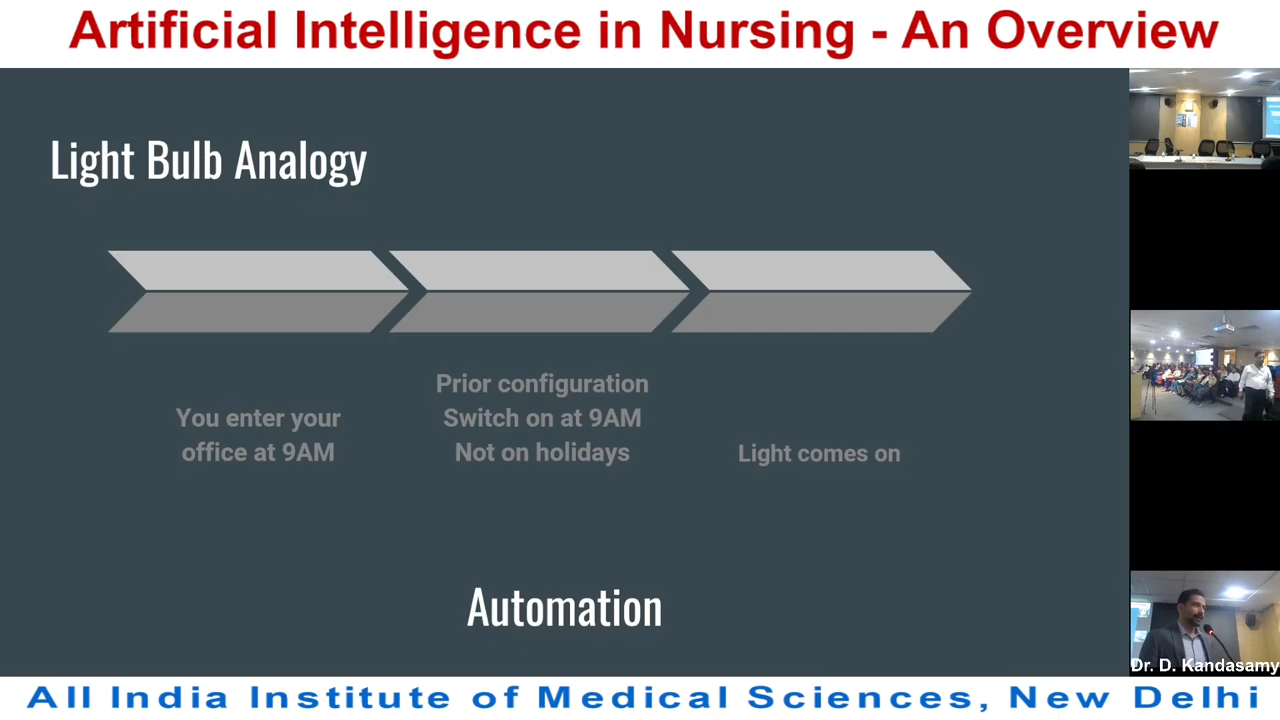 Artificial Intelligence in Nursing - An Overview
Light Bulb Analogy
You enter your
office at 9AM
Prior configuration
Switch on at 9AM
Not on holidays
Light comes on
Automation
Dr. D. Kandasamy
All India Institute of Medical Sciences, New Delhi